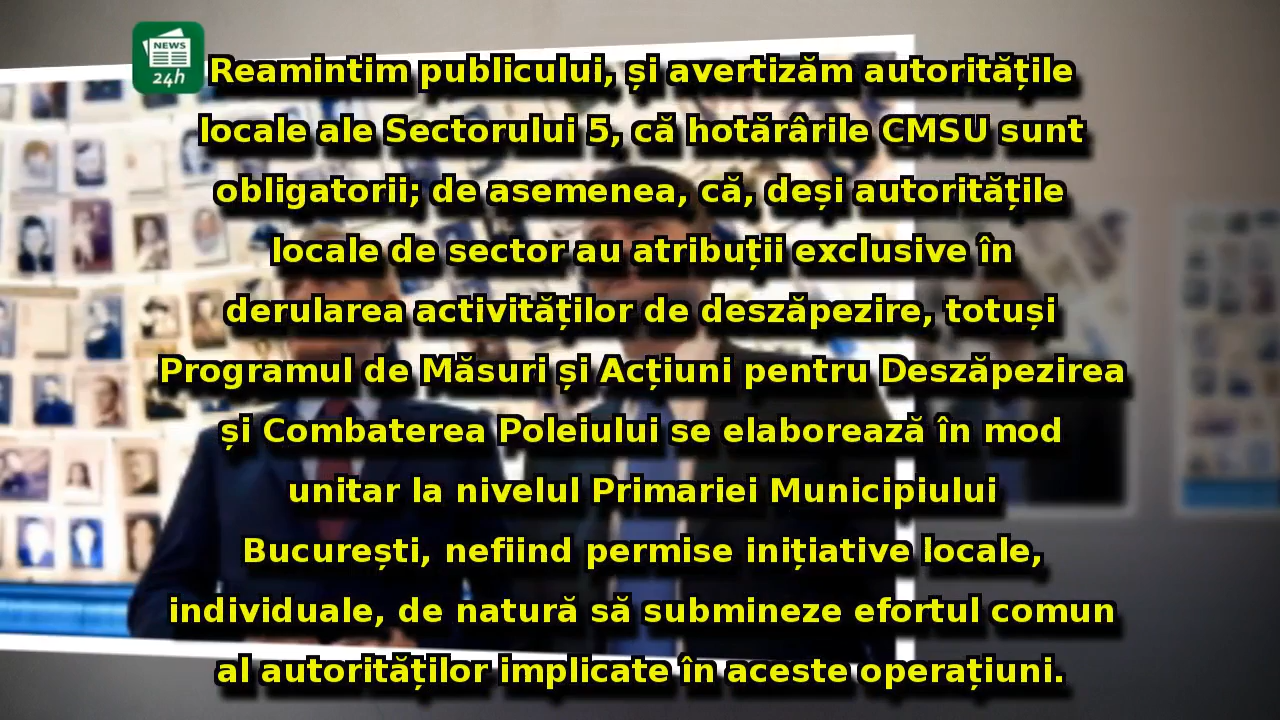 NEWS
24h
Reamintim publicului, și avertizăm autoritățile
locale ale Sectorului 5, că hotărârile CMSU sunt
obligatorii; de asemenea, că, deși autoritățile
locale de sector au atribuții exclusive în
derularea activităților de deszăpezire, totuși
Programul de Măsuri și Acțiuni pentru Deszăpezirea
și Combaterea Poleiului se elaborează în mod
unitar la nivelul Primariei Municipiului
București, nefiind permise inițiative locale,
individuale, de natură să submineze efortul comun
al autorităților implicate în aceste operațiuni.